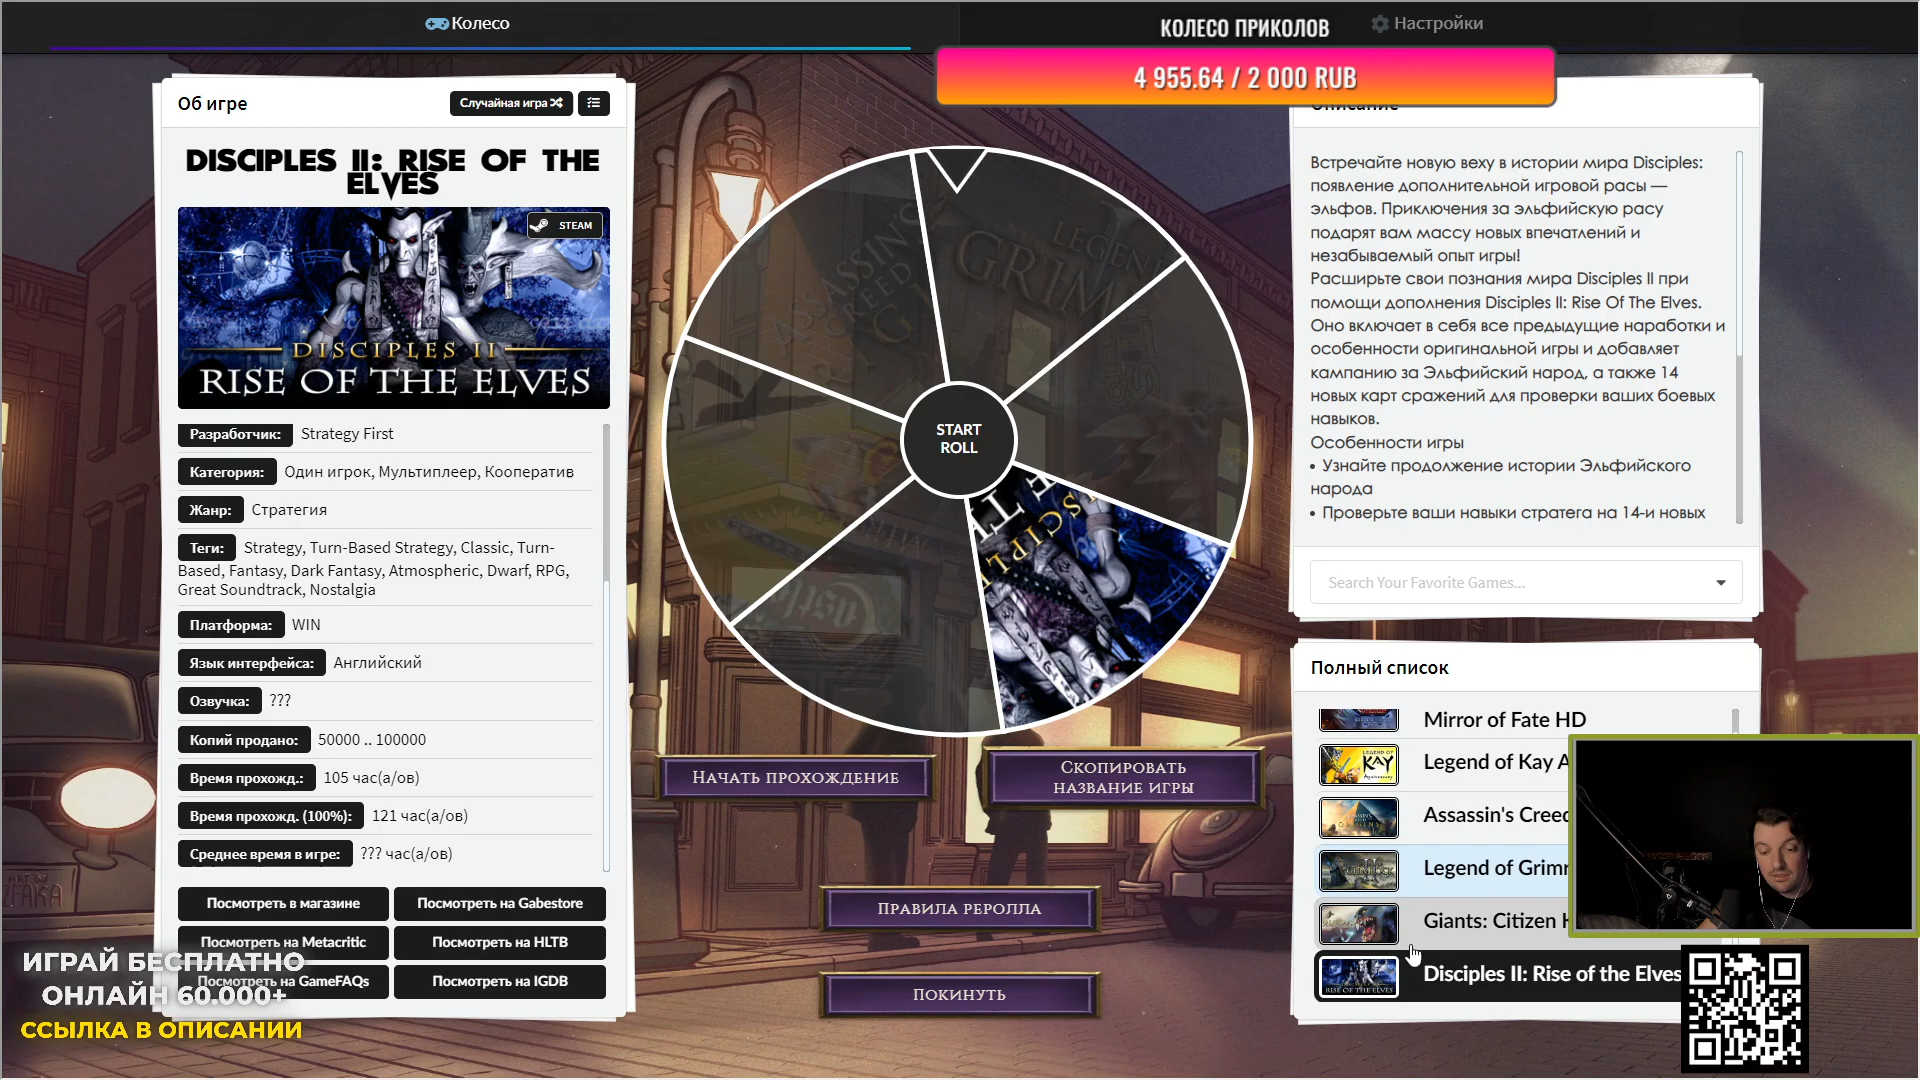 Колесо
КОЛЕСО ПРИКОЛОВ
Настройки
4 955.64 / 2 000 RUB
Об игре
Случайная игра
DISCIPLES II: RISE OF THE
ELVES
STEAM
DISCIPLES II
RISE OF THE ELVES
Разработчик: Strategy First
Категория: Один игрок, Мультиплеер, Кооператив
Жанр: Стратегия
Теги: Strategy, Turn-Based Strategy, Classic, Turn-
Based, Fantasy, Dark Fantasy, Atmospheric, Dwarf, RPG,
Great Soundtrack, Nostalgia
Платформа: WIN
Язык интерфейса: Английский
Озвучка: ???
Копий продано: 50000 .. 100000
Время прохожд.: 105 час(а/ов)
Время прохожд. (100%): 121 час(а/ов)
Среднее время в игре: ??? час(а/ов)
Посмотреть в магазине
Посмотреть на Gabestore
Посмотреть на Metacritic
Посмотреть на HLTB
Посмотреть на GameFAQs
Посмотреть на IGDB
ИГРАЙ БЕСПЛАТНО
ОНЛАЙН 60.000+
ССЫЛКА В ОПИСАНИИ
ASSASSIN'S
CREED
LEGEND
GRIM
START
ROLL
НАЧАТЬ ПРОХОЖДЕНИЕ
СКОПИРОВАТЬ
НАЗВАНИЕ ИГРЫ
ПРАВИЛА РЕРОЛЛА
ПОКИНУТЬ
Описание
Встречайте новую веху в истории мира Disciples:
появление дополнительной игровой расы —
эльфов. Приключения за эльфийскую расу
подарят вам массу новых впечатлений и
незабываемый опыт игры!
Расширьте свои познания мира Disciples II при
помощи дополнения Disciples II: Rise Of The Elves.
Оно включает в себя все предыдущие наработки и
особенности оригинальной игры и добавляет
кампанию за Эльфийский народ, а также 14
новых карт сражений для проверки ваших боевых
навыков.
Особенности игры
• Узнайте продолжение истории Эльфийского
народа
• Проверьте ваши навыки стратега на 14-и новых
Search Your Favorite Games...
Полный список
Mirror of Fate HD
Legend of Kay A
Assassin's Creed
Legend of Grimr
Giants: Citizen K
Disciples II: Rise of the Elves